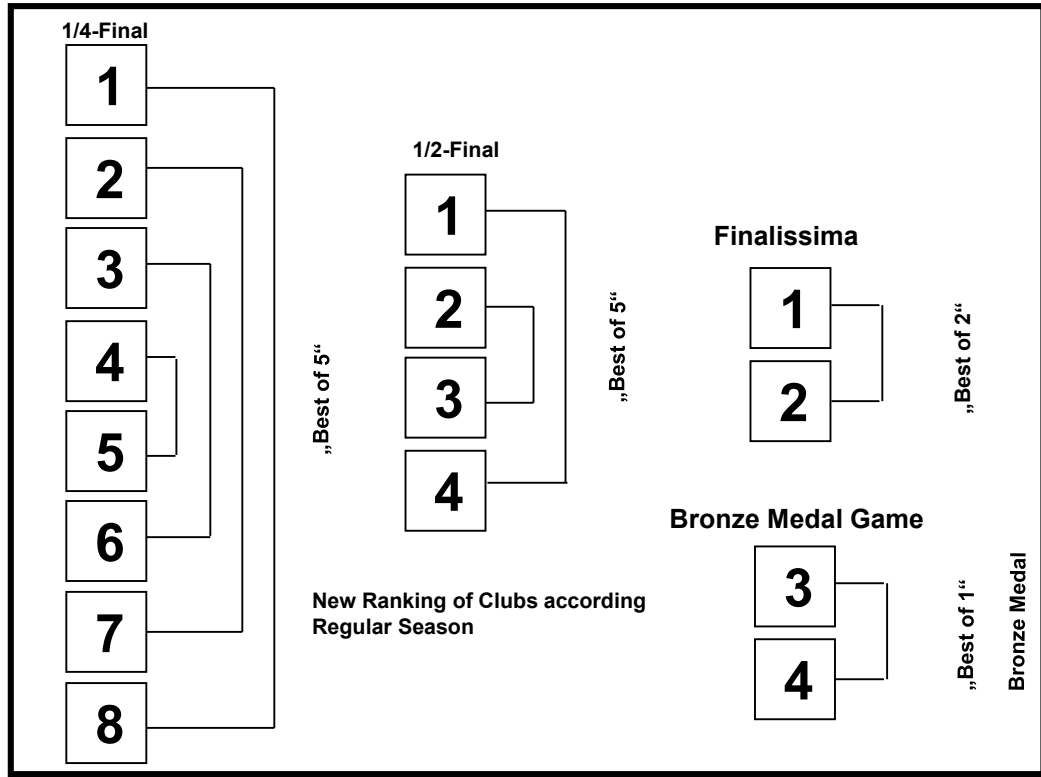 1/4-Final
1
2
3
4
5
6
7
8
„Best of 5“
1/2-Final
1
2
3
4
„Best of 5“
New Ranking of Clubs according
Regular Season
Finalissima
1
2
„Best of 2“
Bronze Medal Game
3
4
„Best of 1“
Bronze Medal